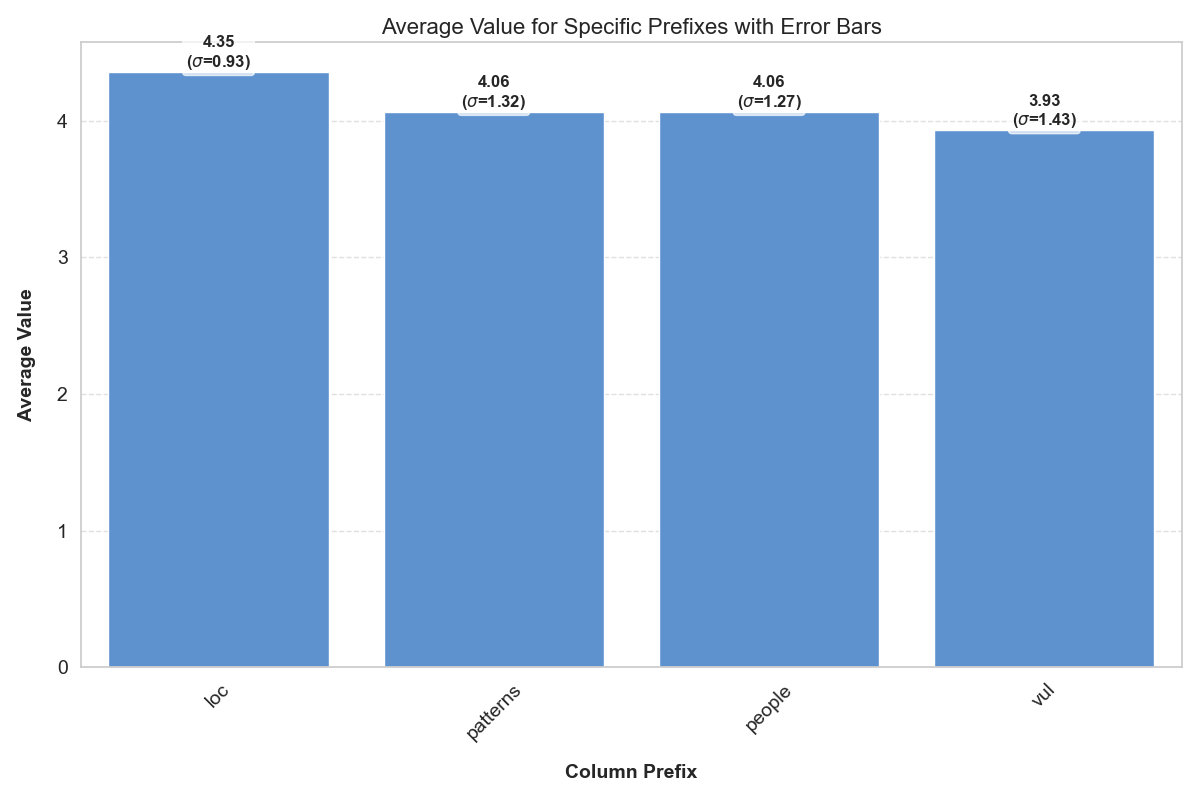 Average Value for Specific Prefixes with Error Bars
4.35
(σ=0.93)
4.06
(σ=1.32)
4.06
(σ=1.27)
3.93
(σ=1.43)
4
3
2
1
0
Average Value
loc
patterns
people
vul
Column Prefix